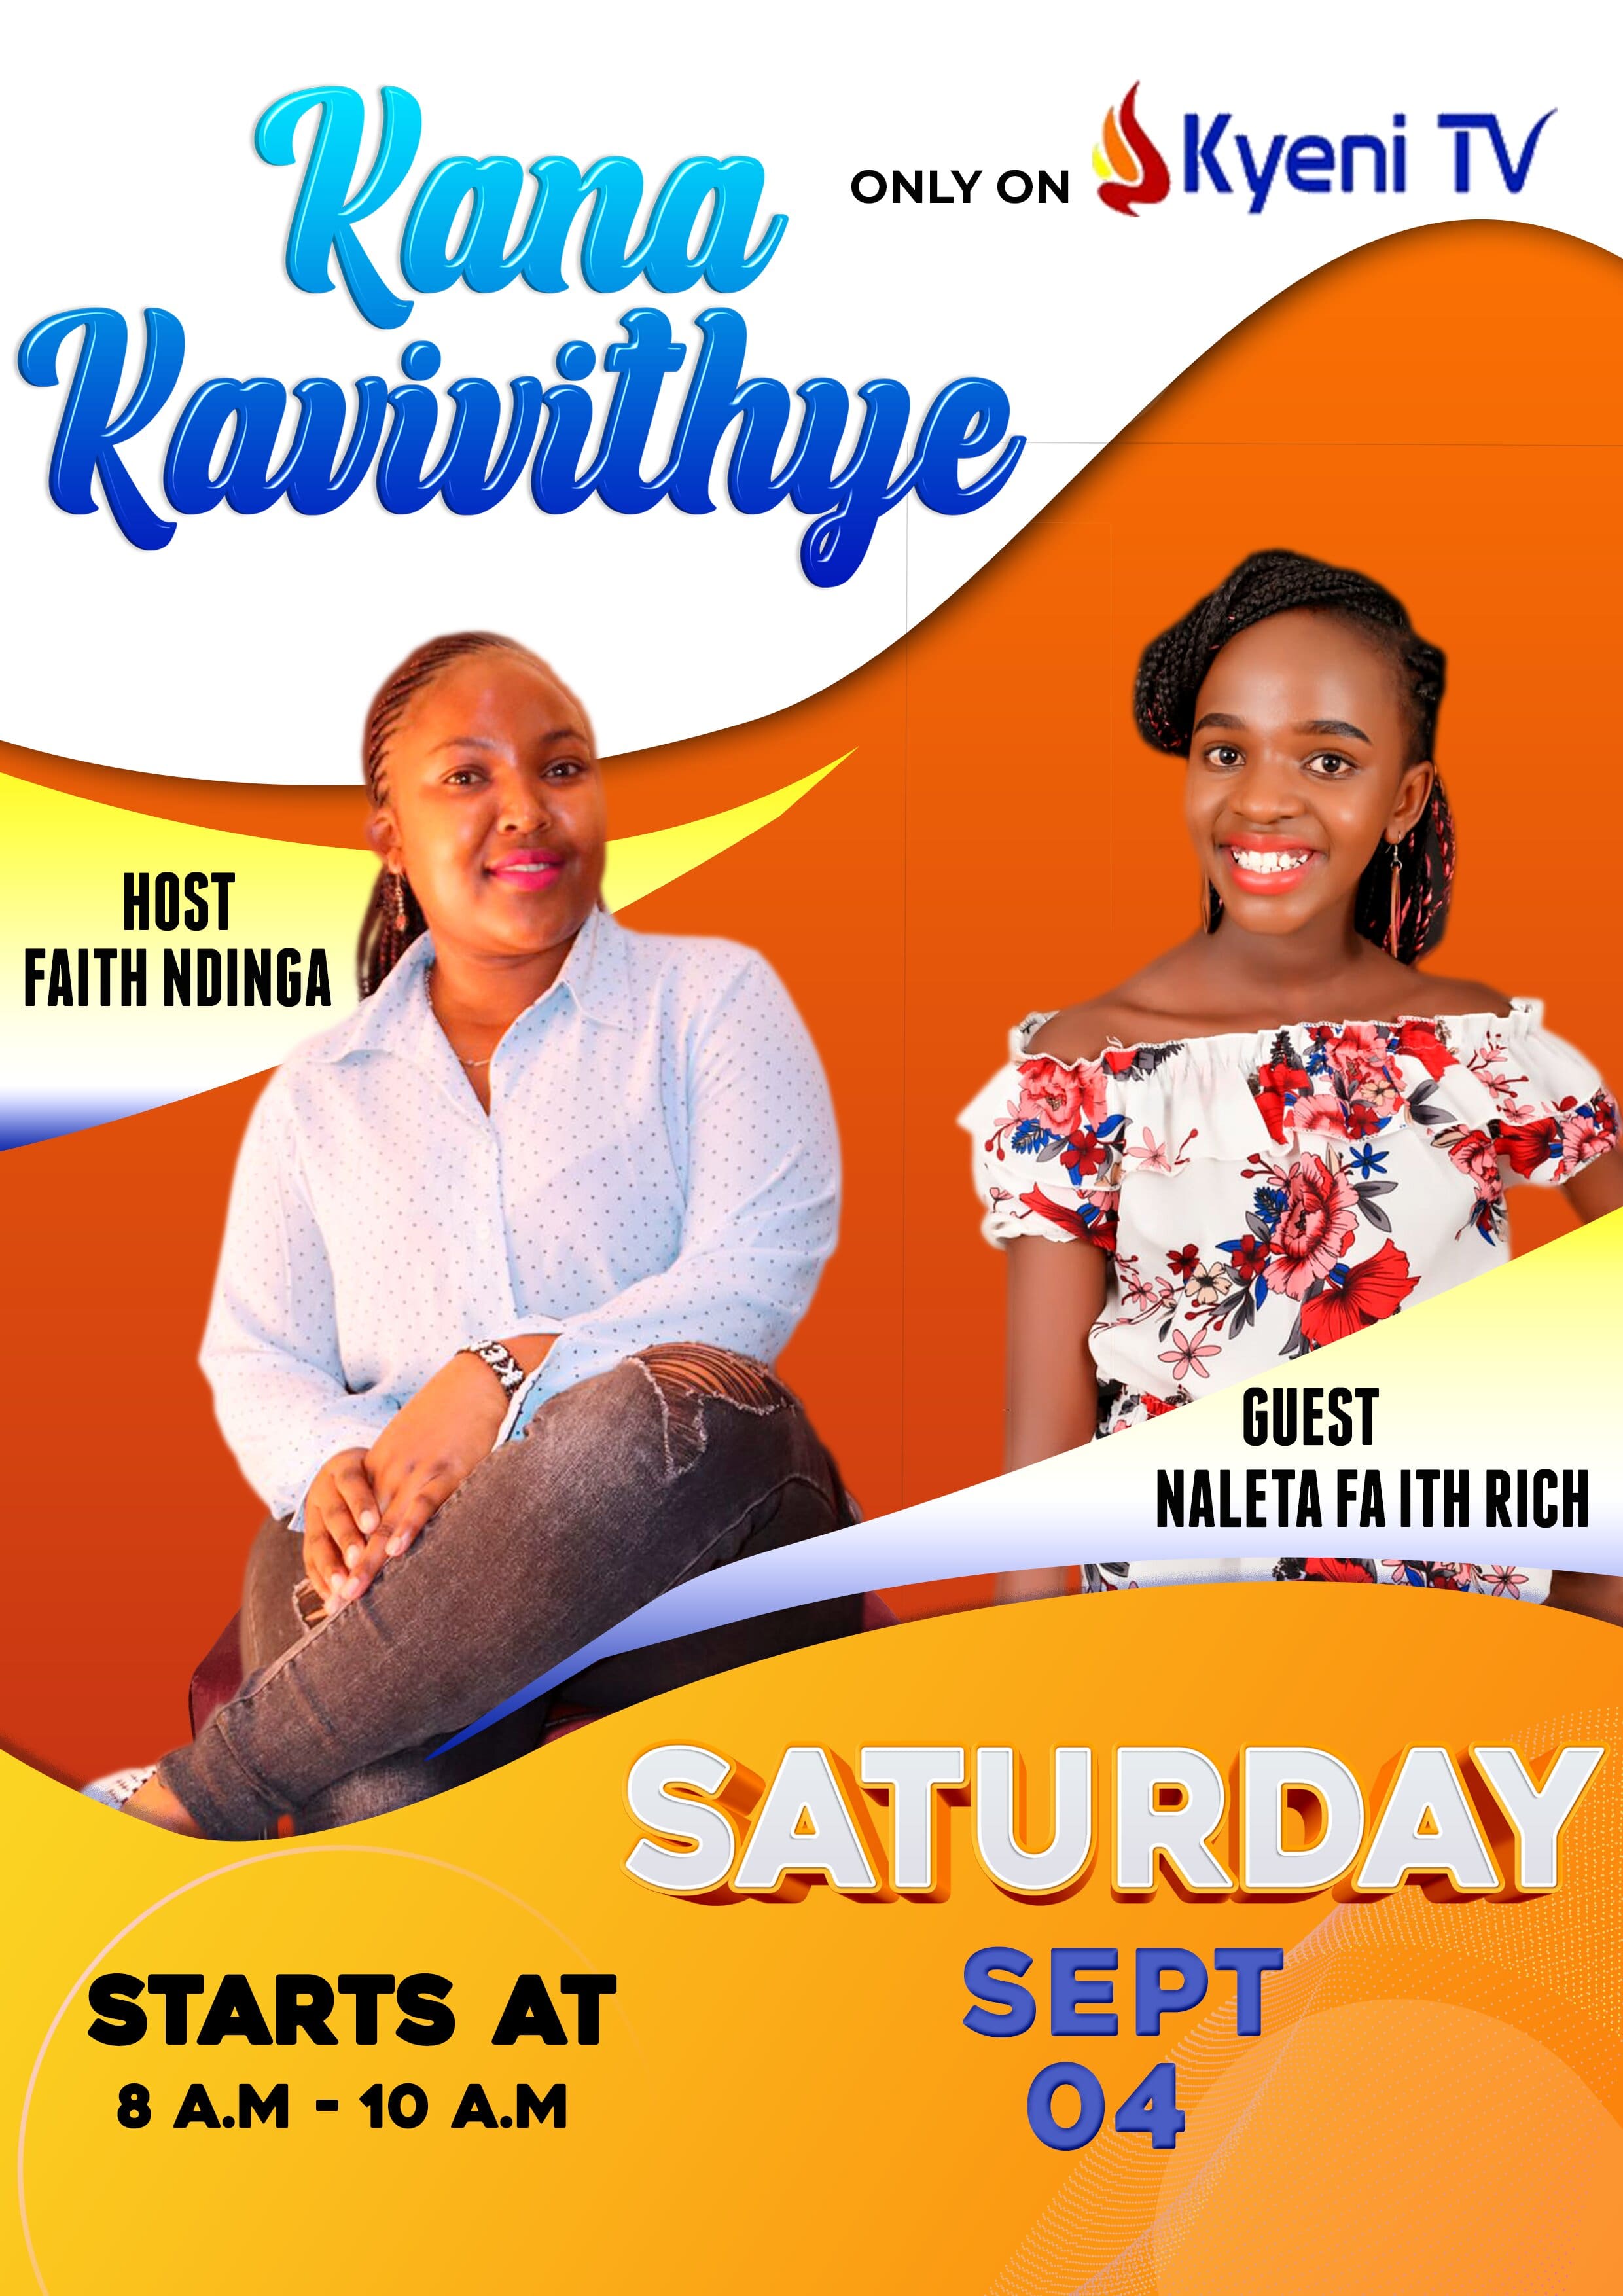 Kana
Kavivithye
ONLY ON
Kyeni TV
HOST
FAITH NDINGA
GUEST
NALETA FA ITH RICH
SATURDAY
SEPT
04
STARTS AT
8 A.M - 10 A.M